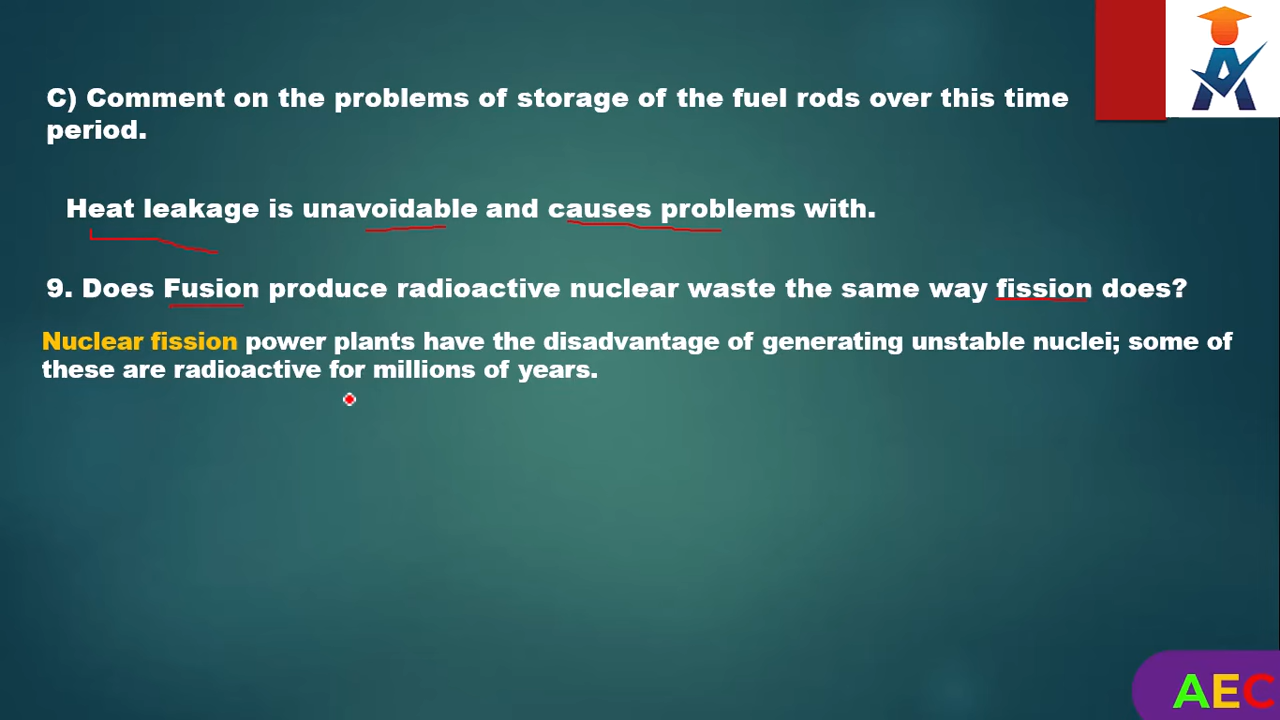 C) Comment on the problems of storage of the fuel rods over this time
period.
Heat leakage is unavoidable and causes problems with.
9. Does Fusion produce radioactive nuclear waste the same way fission does?
Nuclear fission power plants have the disadvantage of generating unstable nuclei; some of
these are radioactive for millions of years.
AEC